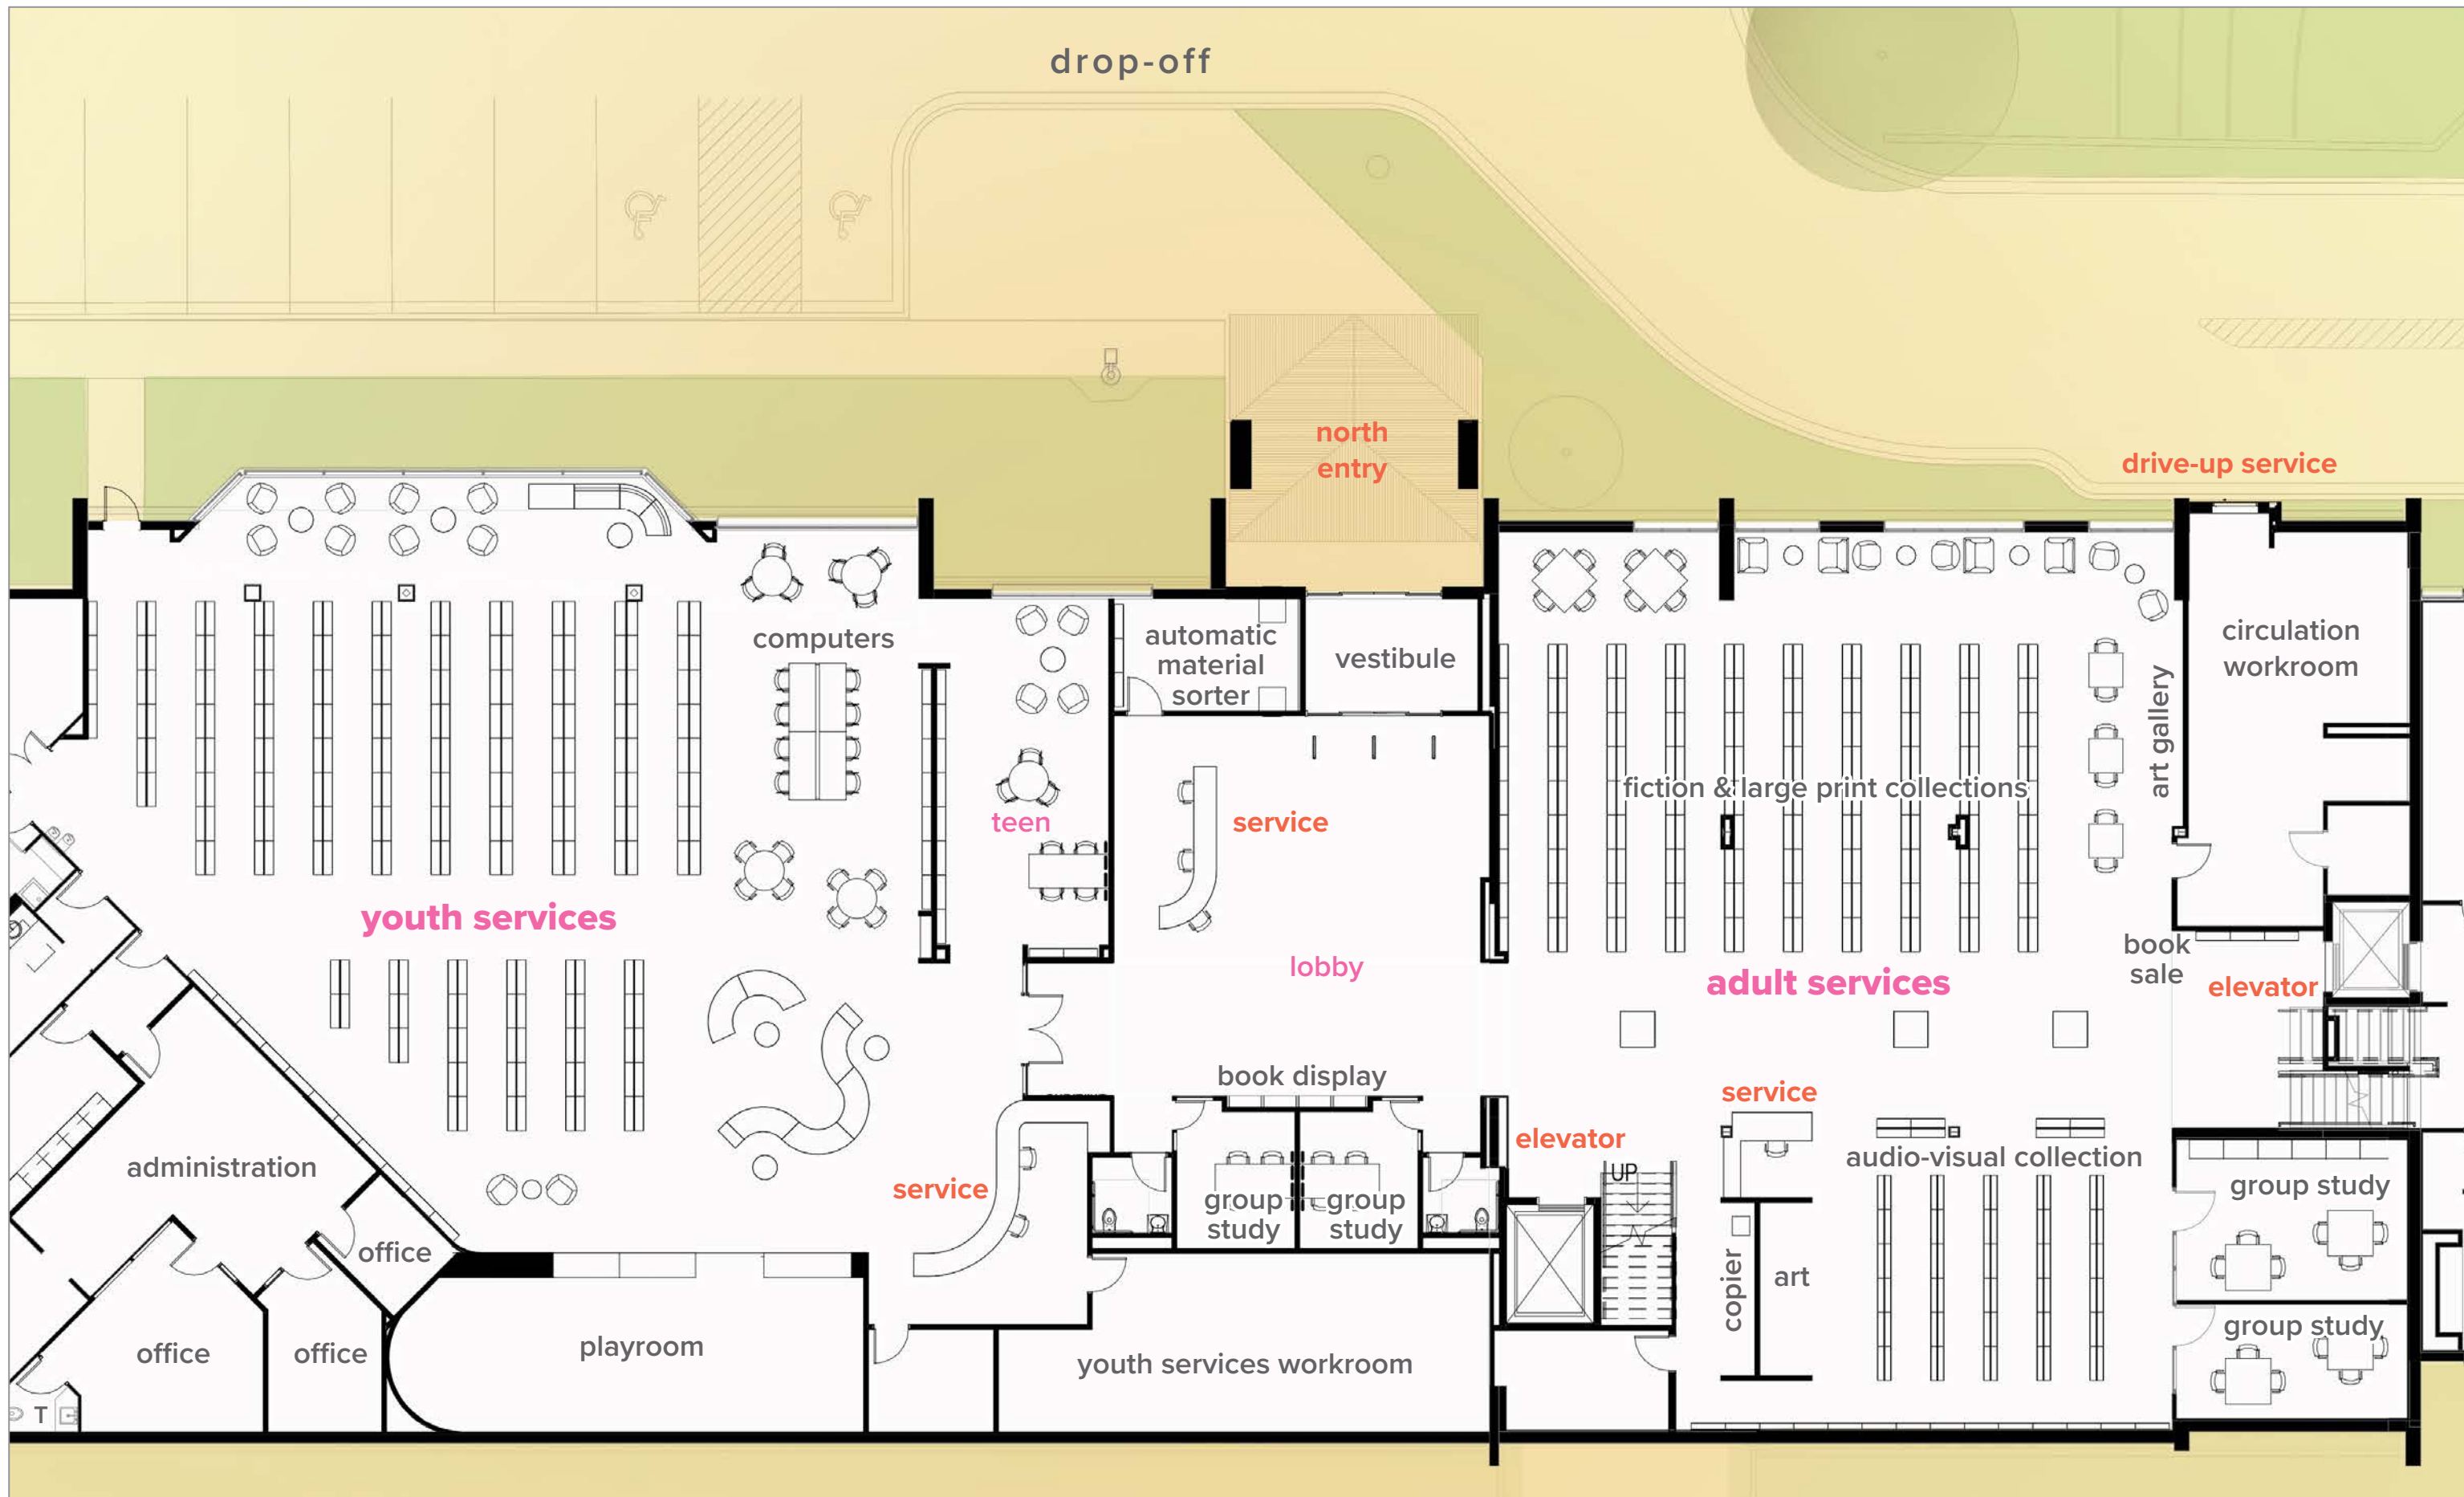 drop-off
north
entry
drive-up service
computers
automatic
material
sorter
vestibule
circulation
workroom
art gallery
fiction & large print collections
teen
service
youth services
lobby
adult services
book
sale
elevator
book display
service
elevator
UP
audio-visual collection
administration
service
group
study
group
study
group study
office
copier
art
playroom
office
office
youth services workroom
group study
T